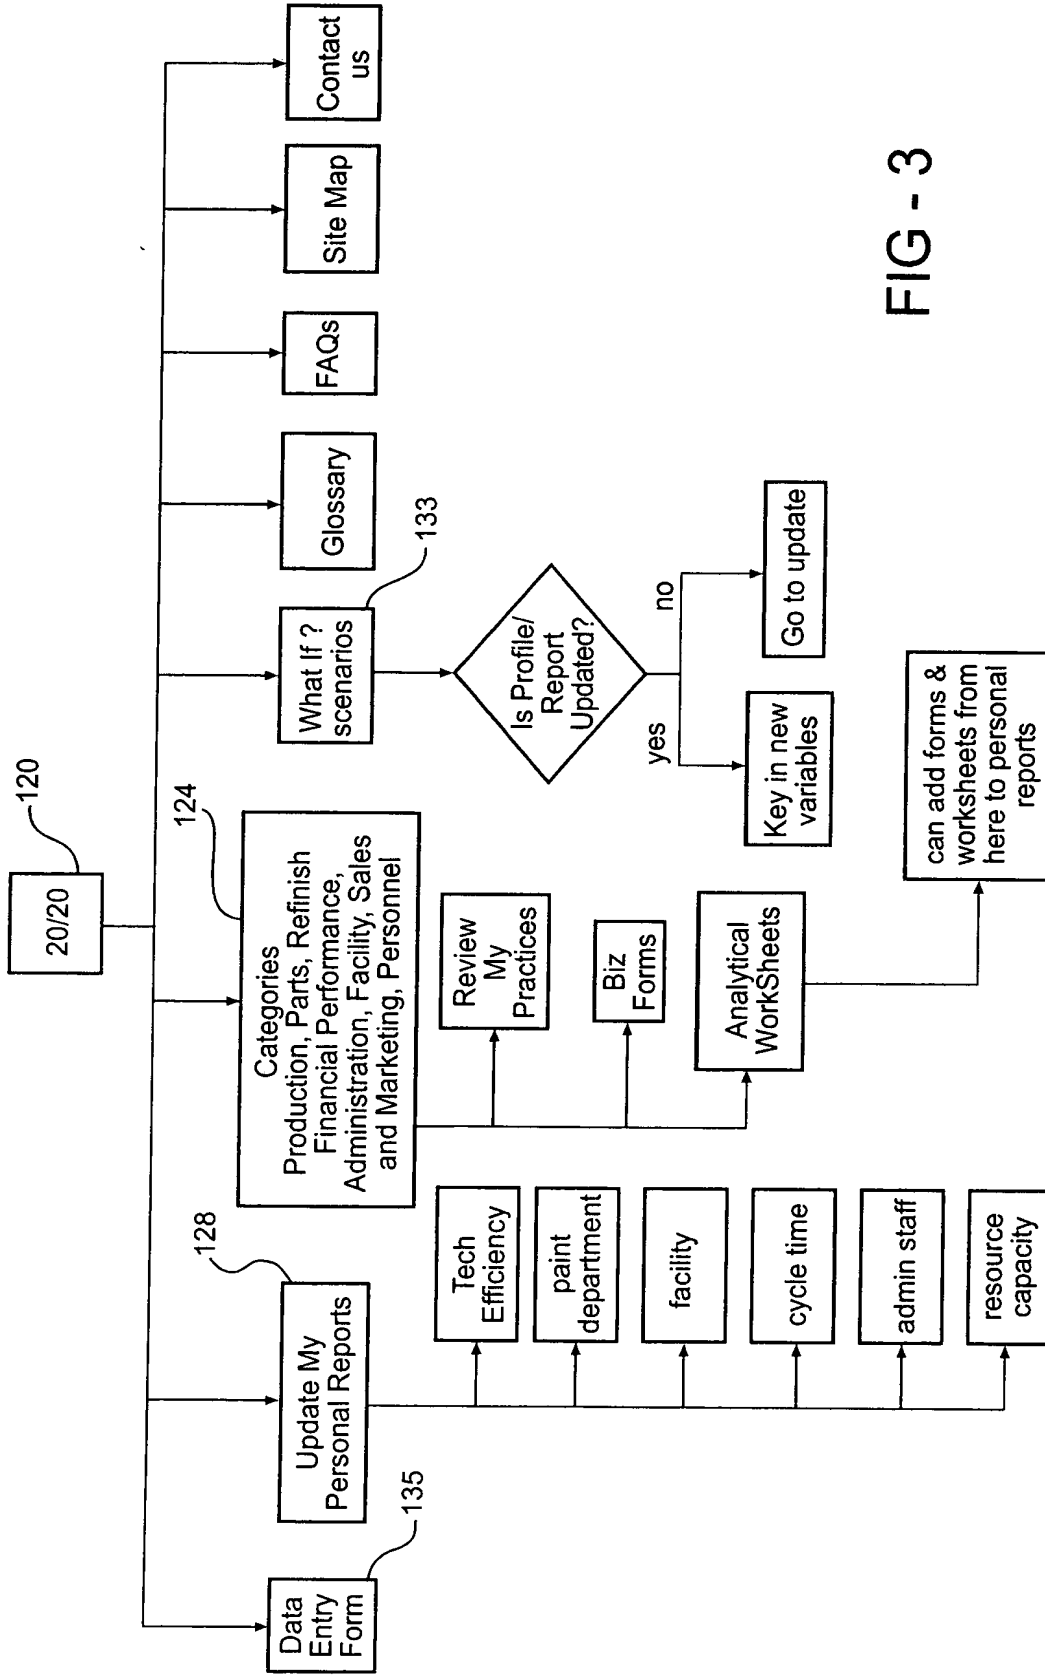 20/20
120
Data
Entry
Form
135
Update My
Personal Reports
128
Categories
Production, Parts, Refinish
Financial Performance,
Administration, Facility, Sales
and Marketing, Personnel
124
What If ?
scenarios
133
Glossary
FAQs
Site Map
Contact
us
Tech
Efficiency
paint
department
facility
cycle time
admin staff
resource
capacity
Review
My
Practices
Biz
Forms
Analytical
WorkSheets
can add forms &
worksheets from
here to personal
reports
Is Profile/
Report
Updated?
yes
no
Key in new
variables
Go to update
FIG - 3